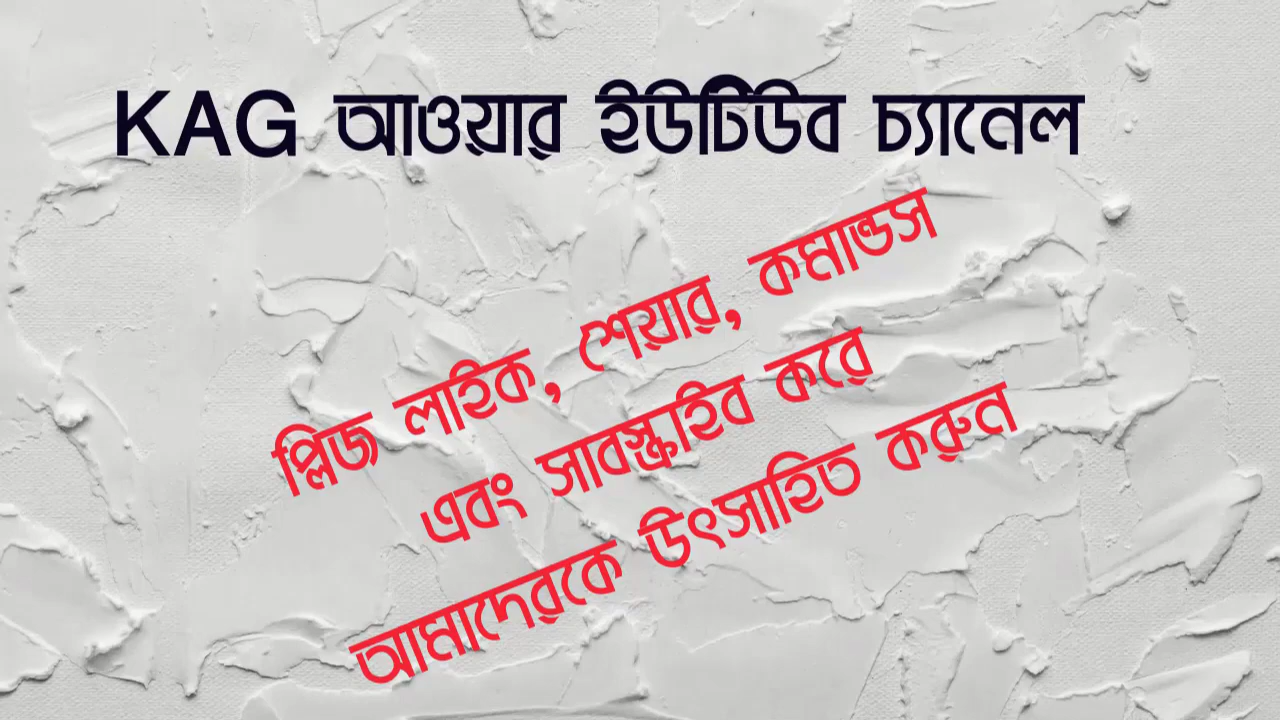 KAG আওয়ার ইউটিউব চ্যানেল
প্লিজ লাইক, শেয়ার, কমান্ডস
এবং সাবস্ক্রাইব করে
আমাদেরকে উৎসাহিত করুন